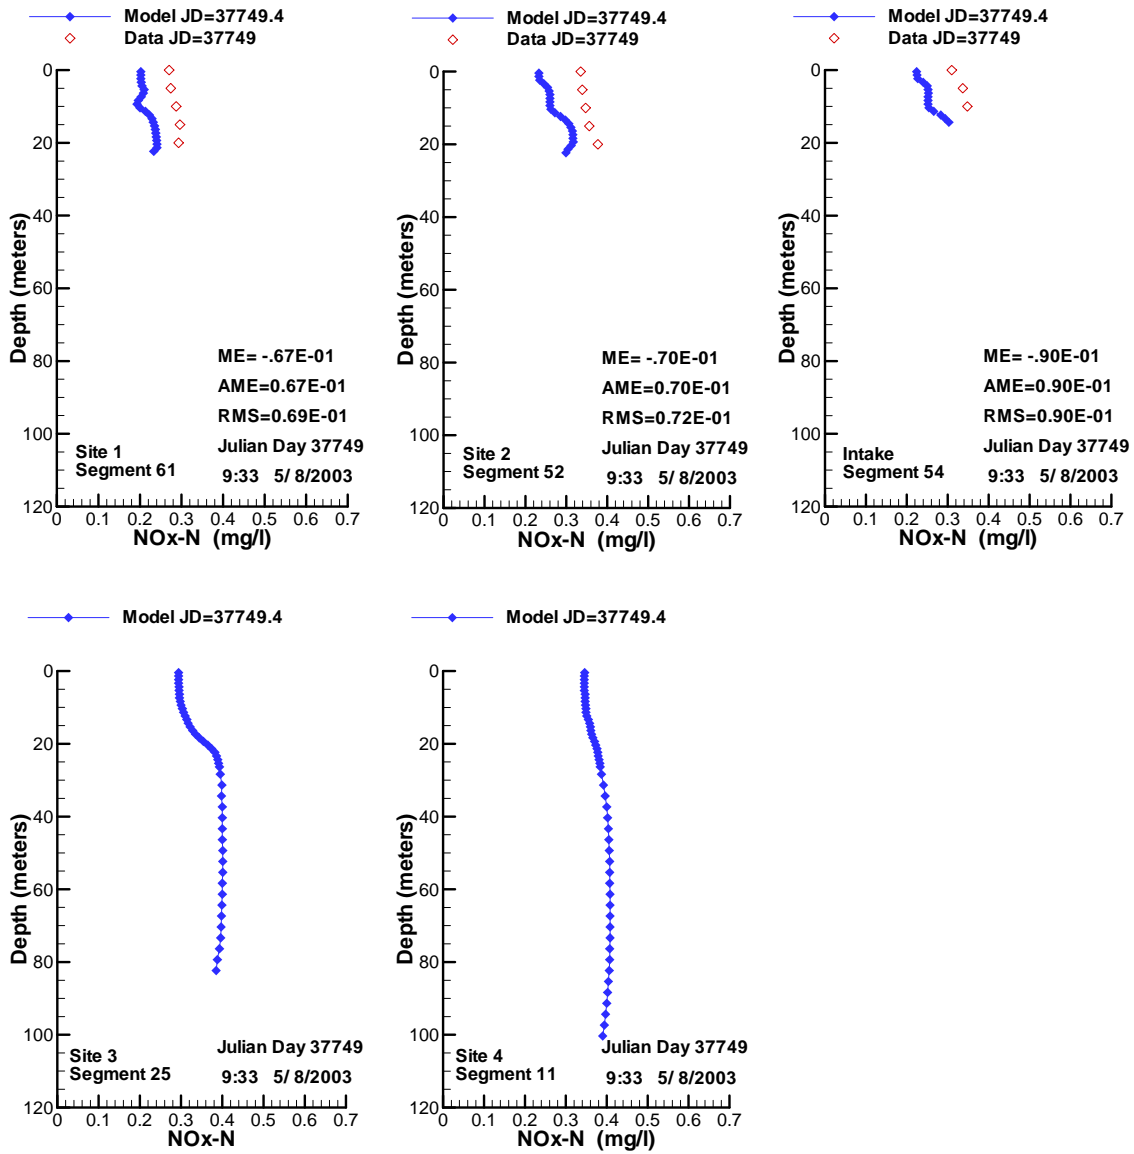 Model JD=37749.4
Data JD=37749
0
20
40
60
80
100
120
Depth (meters)
ME= -.67E-01
AME=0.67E-01
RMS=0.69E-01
Site 1
Segment 61
Julian Day 37749
9:33 5/ 8/2003
0 0.1 0.2 0.3 0.4 0.5 0.6 0.7
NOx-N (mg/l)
Model JD=37749.4
Data JD=37749
0
20
40
60
80
100
120
Depth (meters)
ME= -.70E-01
AME=0.70E-01
RMS=0.72E-01
Site 2
Segment 52
Julian Day 37749
9:33 5/ 8/2003
0 0.1 0.2 0.3 0.4 0.5 0.6 0.7
NOx-N (mg/l)
Model JD=37749.4
Data JD=37749
0
20
40
60
80
100
120
Depth (meters)
ME= -.90E-01
AME=0.90E-01
RMS=0.90E-01
Intake
Segment 54
Julian Day 37749
9:33 5/ 8/2003
0 0.1 0.2 0.3 0.4 0.5 0.6 0.7
NOx-N (mg/l)
Model JD=37749.4
0
20
40
60
80
100
120
Depth (meters)
Site 3
Segment 25
Julian Day 37749
9:33 5/ 8/2003
0 0.1 0.2 0.3 0.4 0.5 0.6 0.7
NOx-N
Model JD=37749.4
0
20
40
60
80
100
120
Depth (meters)
Site 4
Segment 11
Julian Day 37749
9:33 5/ 8/2003
0 0.1 0.2 0.3 0.4 0.5 0.6 0.7
NOx-N (mg/l)